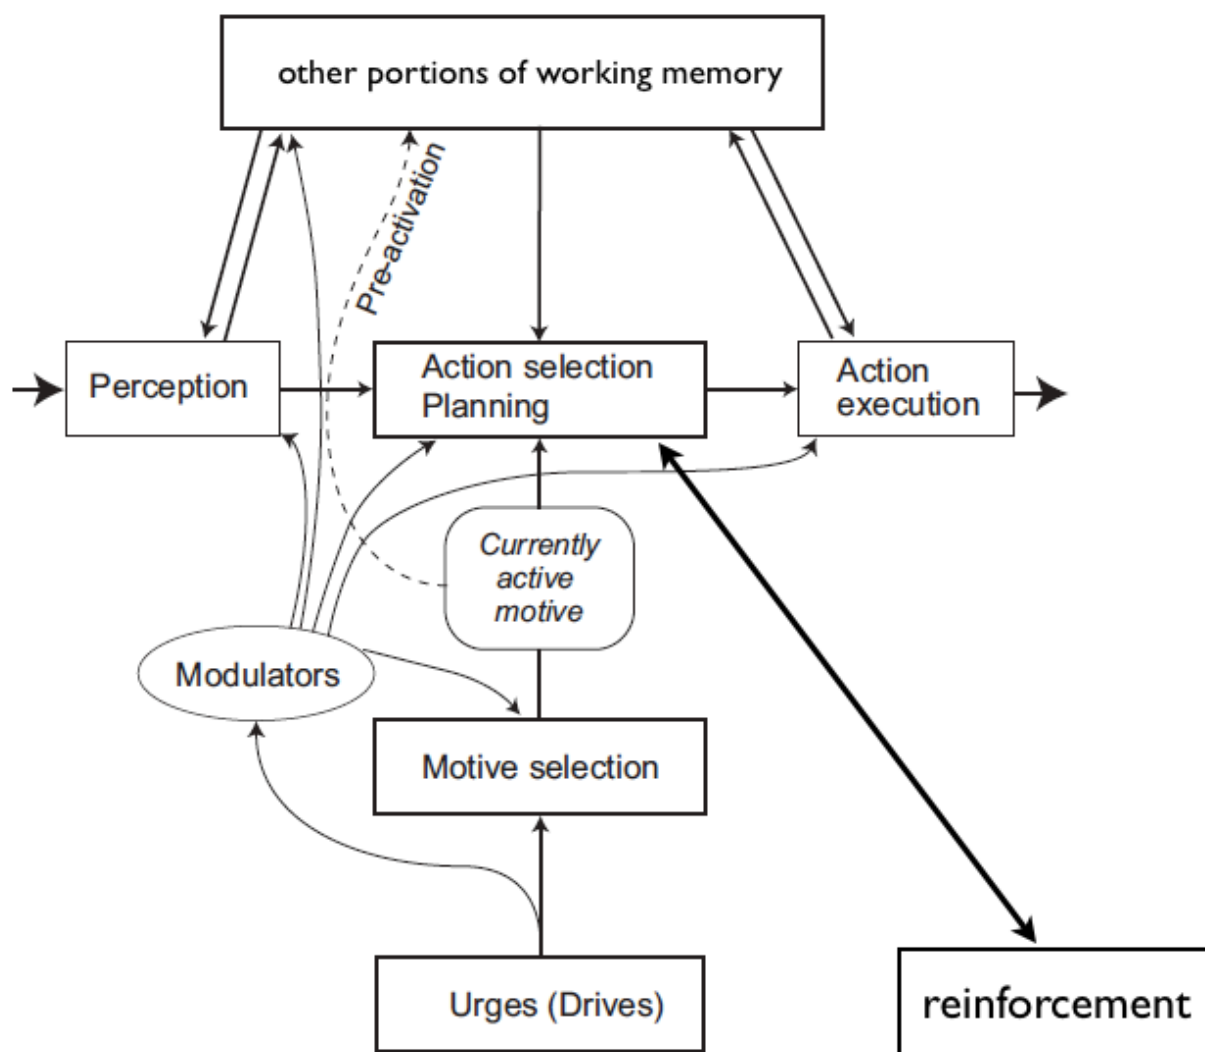 other portions of working memory
Pre-activation
Perception
Action selection
Planning
Action
execution
Currently
active
motive
Modulators
Motive selection
Urges (Drives)
reinforcement